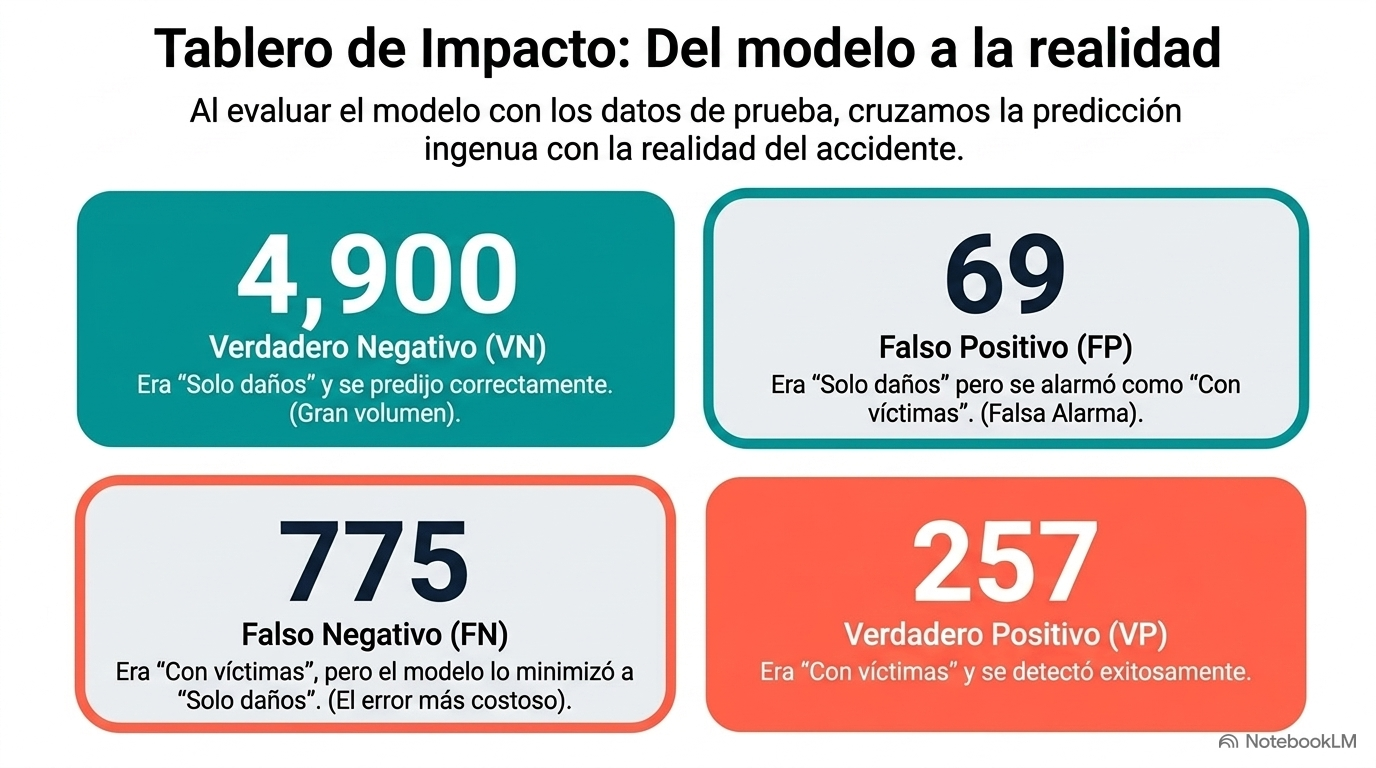 Tablero de Impacto: Del modelo a la realidad
Al evaluar el modelo con los datos de prueba, cruzamos la predicción
ingenua con la realidad del accidente.
4,900
Verdadero Negativo (VN)
Era “Solo daños” y se predijo correctamente.
(Gran volumen).
69
Falso Positivo (FP)
Era “Solo daños” pero se alarmó como “Con
víctimas”. (Falsa Alarma).
775
Falso Negativo (FN)
Era “Con víctimas”, pero el modelo lo minimizó a
“Solo daños”. (El error más costoso).
257
Verdadero Positivo (VP)
Era “Con víctimas” y se detectó exitosamente.
NotebookLM